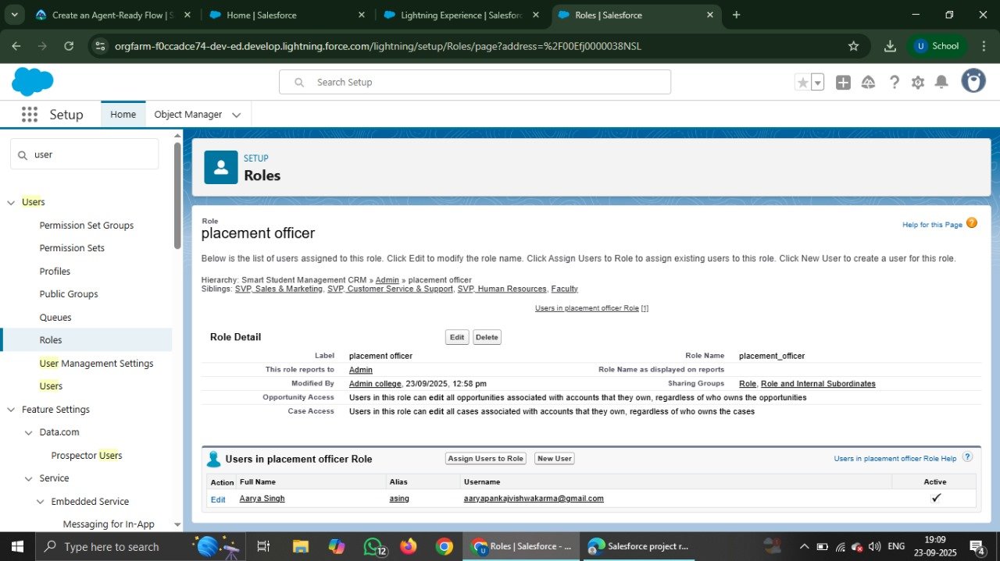 Create an Agent-Ready Flow | S
Home | Salesforce
Lightning Experience | Salesforc
Roles | Salesforce
orgfarm-f0ccadce74-dev-ed.develop.lightning.force.com/lightning/setup/Roles/page?address=%2F00Efj0000038NSL
U School
Search Setup
Setup Home Object Manager
user
Users
Permission Set Groups
Permission Sets
Profiles
Public Groups
Queues
Roles
User Management Settings
Users
Feature Settings
Data.com
Prospector Users
Service
Embedded Service
Messaging for In-App
SETUP
Roles
Role
placement officer
Help for this Page ?
Below is the list of users assigned to this role. Click Edit to modify the role name. Click Assign Users to Role to assign existing users to this role. Click New User to create a user for this role.
Hierarchy: Smart Student Management CRM » Admin » placement officer
Siblings: SVP, Sales & Marketing, SVP, Customer Service & Support, SVP, Human Resources, Faculty
Users in placement officer Role [1]
Role Detail Edit Delete
Label placement officer Role Name placement_officer
This role reports to Admin Role Name as displayed on reports
Modified By Admin college, 23/09/2025, 12:58 pm Sharing Groups Role, Role and Internal Subordinates
Opportunity Access Users in this role can edit all opportunities associated with accounts that they own, regardless of who owns the opportunities
Case Access Users in this role can edit all cases associated with accounts that they own, regardless of who owns the cases
Users in placement officer Role Assign Users to Role New User Users in placement officer Role Help ?
Action Full Name Alias Username Active
Edit Aarya Singh asing aaryapankajvishwakarma@gmail.com
Type here to search
12
Roles | Salesforce - ...
Salesforce project r...
ENG
19:09
23-09-2025
4